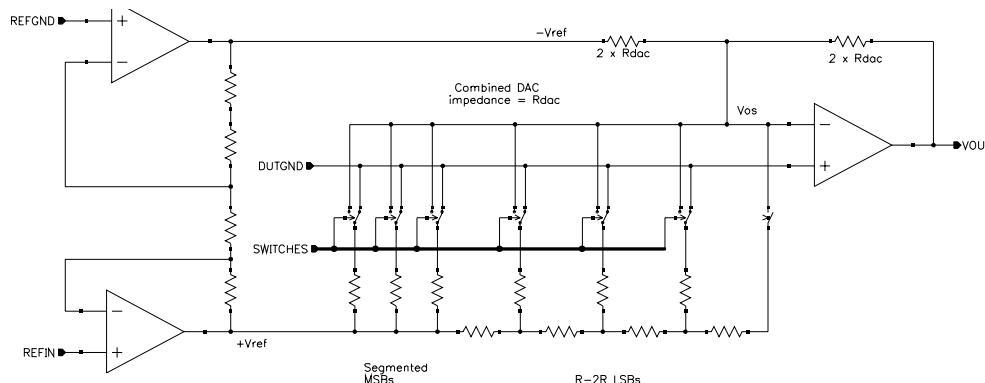 REFGND
−Vref
2 x Rdac
2 x Rdac
Combined DAC
impedance = Rdac
Vos
DUTGND
VOU
SWITCHES
+Vref
REFIN
Segmented
MSBs
R−2R LSBs